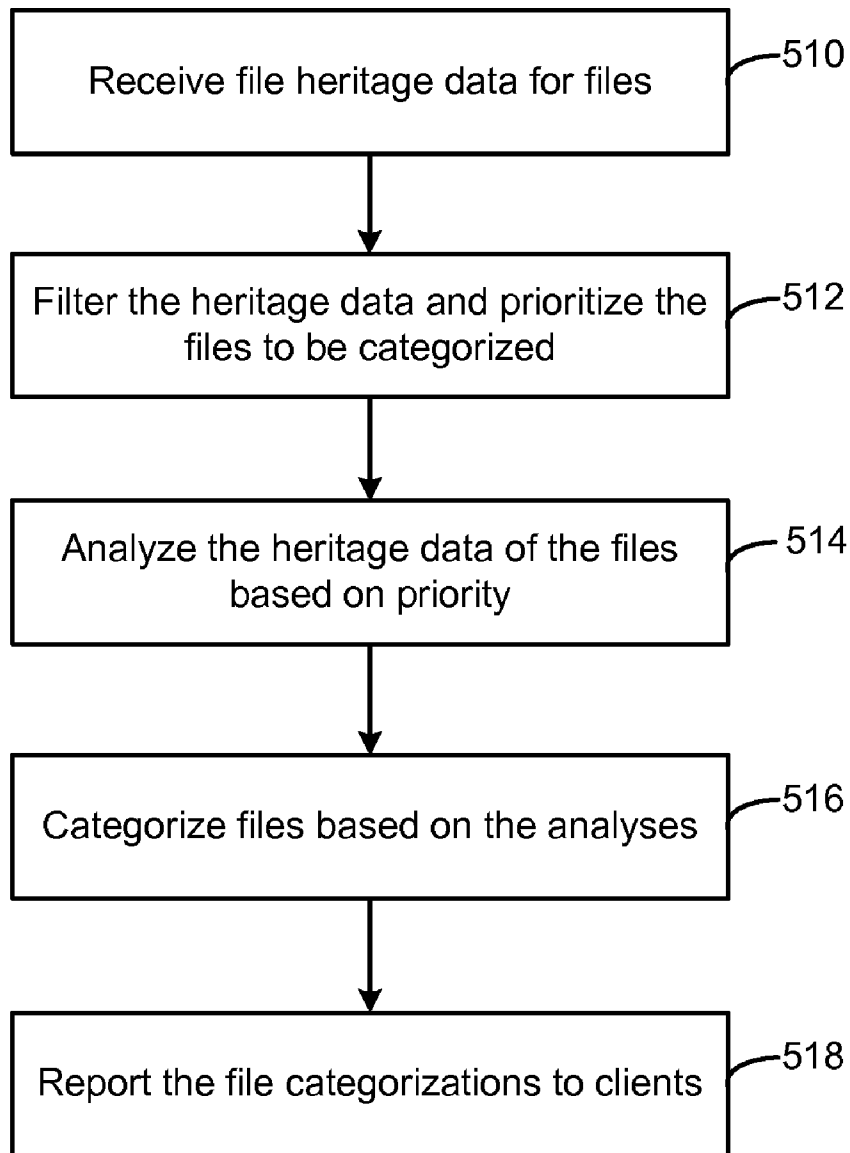 Receive file heritage data for files
510
Filter the heritage data and prioritize the
files to be categorized
512
Analyze the heritage data of the files
based on priority
514
Categorize files based on the analyses
516
Report the file categorizations to clients
518